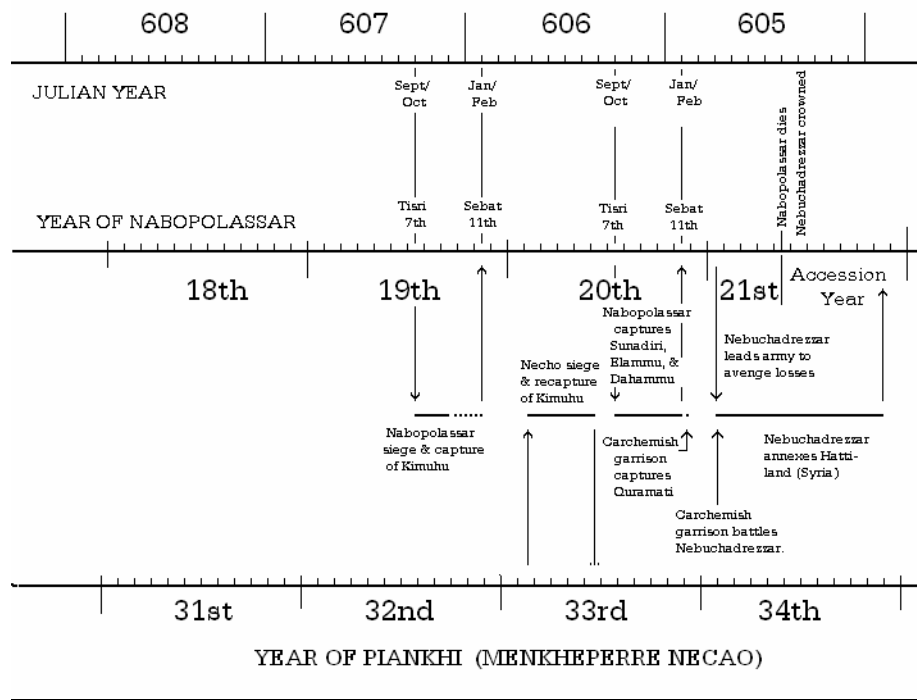 608 607 606 605
JULIAN YEAR
Sept/
Oct
Jan/
Feb
Sept/
Oct
Jan/
Feb
Nabopolassar dies
Nebuchadrezzar crowned
YEAR OF NABOPOLASSAR
Tisri
7th
Sebat
11th
Tisri
7th
Sebat
11th
18th 19th 20th 21st
Accession
Year
Nabopolassar
captures
Sunadiri,
Elammu, &
Dahammu
Nebuchadrezzar
leads army to
avenge losses
Necho siege
& recapture
of Kimuhu
Nabopolassar
siege & capture
of Kimuhu
Carchemish
garrison
captures
Quramati
Nebuchadrezzar
annexes Hatti-
land (Syria)
Carchemish
garrison battles
Nebuchadrezzar.
31st 32nd 33rd 34th
YEAR OF PIANKHI (MENKHEPERRE NECAO)